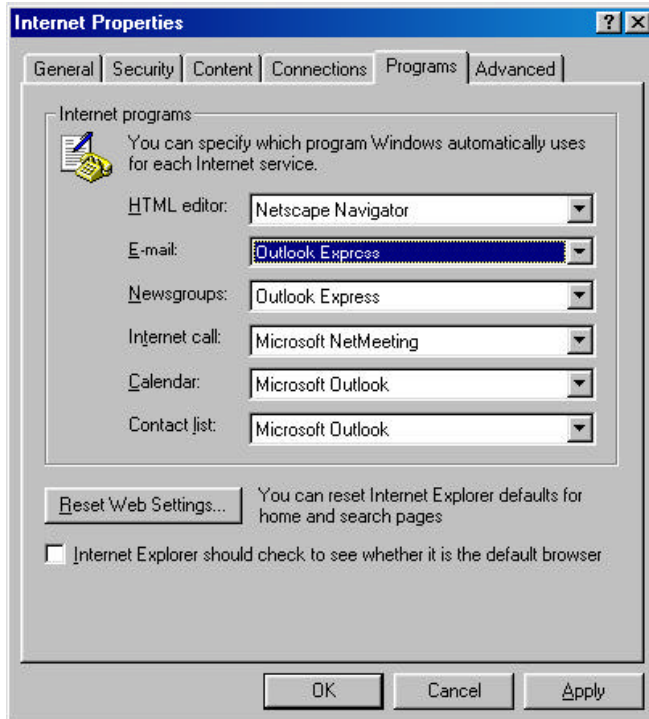 Internet Properties
General Security Content Connections Programs Advanced
Internet programs
You can specify which program Windows automatically uses
for each Internet service.
HTML editor: Netscape Navigator
E-mail: Outlook Express
Newsgroups: Outlook Express
Internet call: Microsoft NetMeeting
Calendar: Microsoft Outlook
Contact list: Microsoft Outlook
Reset Web Settings... You can reset Internet Explorer defaults for
home and search pages
Internet Explorer should check to see whether it is the default browser
OK Cancel Apply